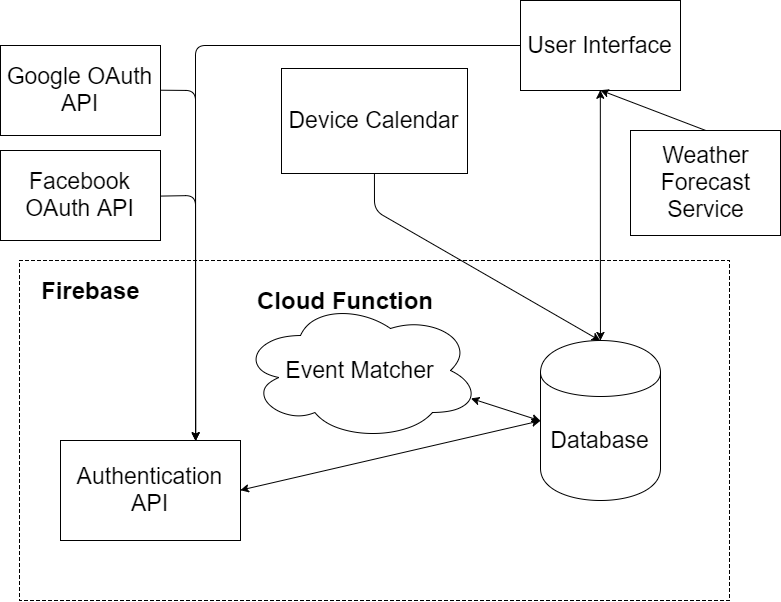 User Interface
Google OAuth
API
Device Calendar
Weather
Forecast
Service
Facebook
OAuth API
Firebase
Cloud Function
Event Matcher
Database
Authentication
API